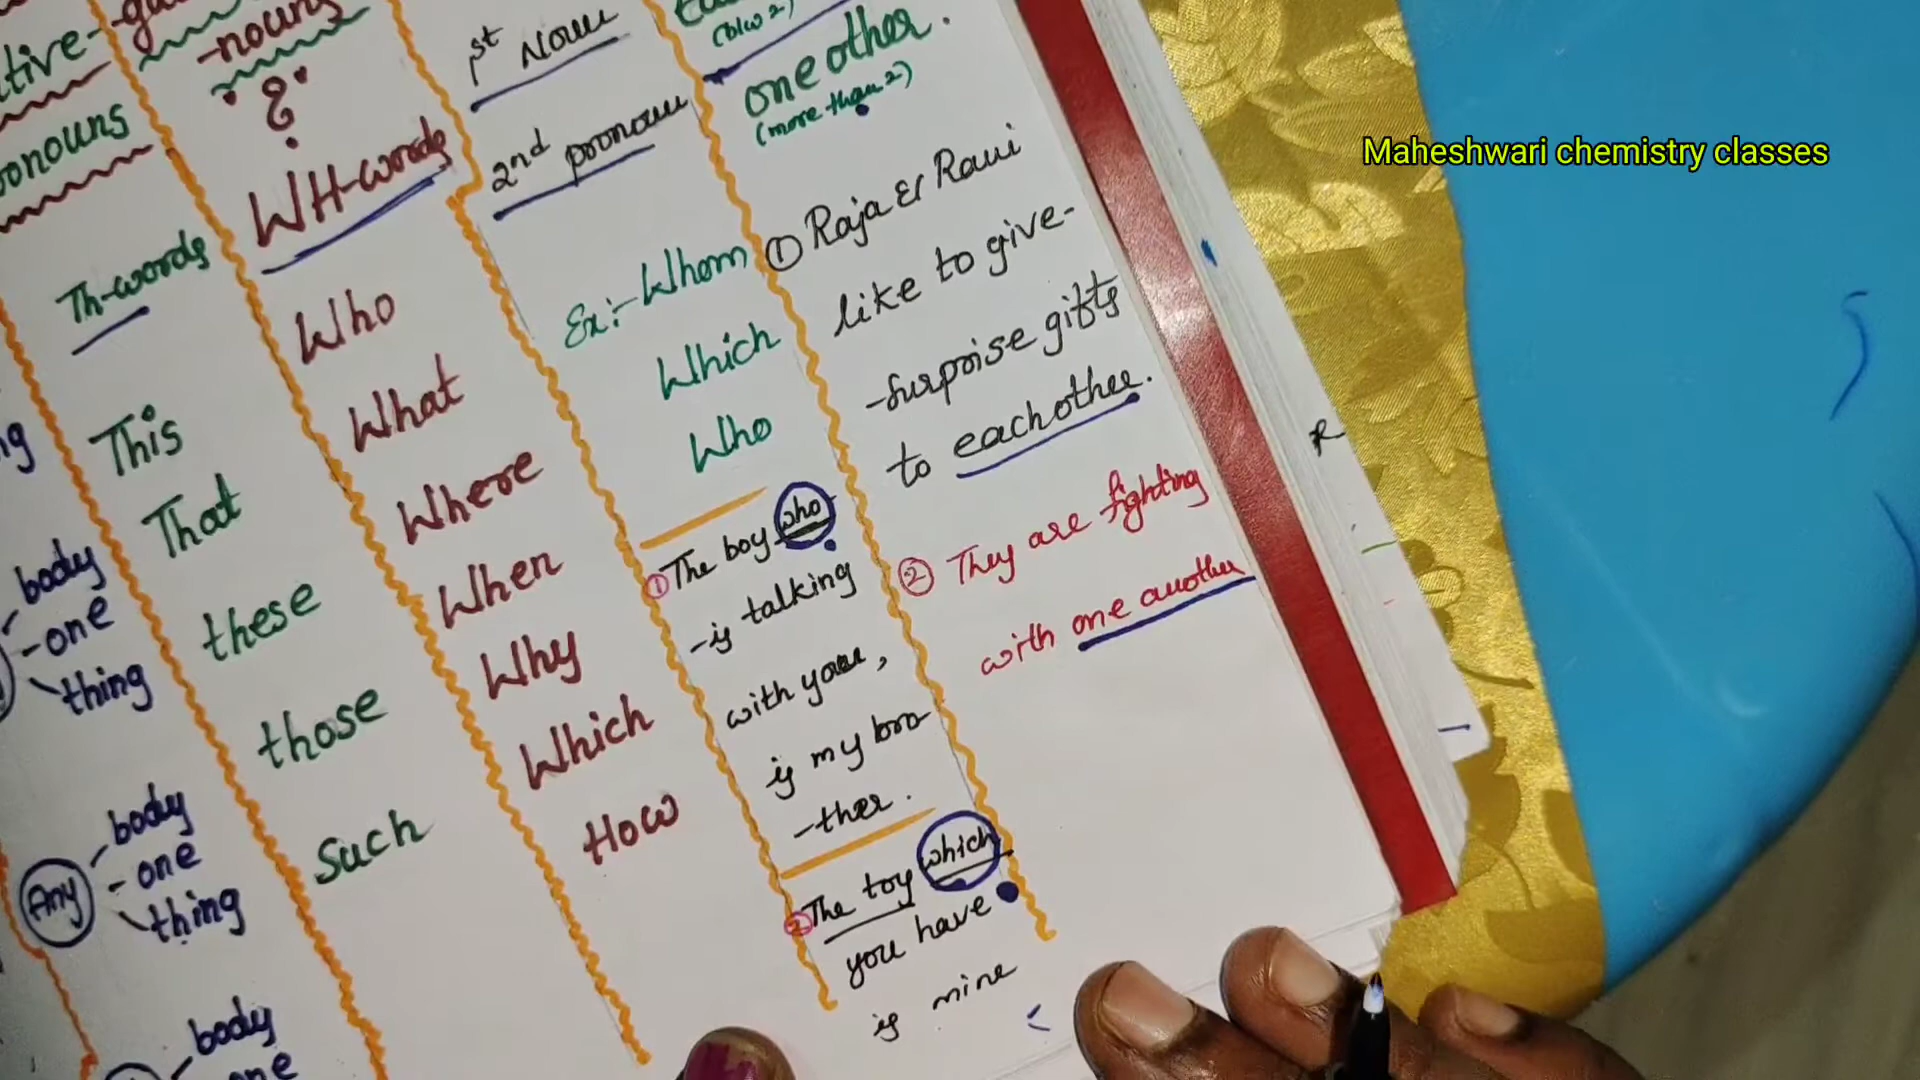 Maheshwari chemistry classes
-tive-
pronouns
Th-words
This
That
these
those
Such
body
-one
thing
Any
body
- one
thing
body
one
-nouns
?
WH-words
Who
What
Where
When
Why
Which
How
1st Noun
2nd pronoun
Ex:- Whom
Which
Who
① The boy who
-is talking
with you,
is my bro
-ther.
② The toy which
you have
is mine
(b/w 2)
one other.
(more than 2)
① Raja & Ravi
like to give-
-surprise gifts
to eachother.
② They are fighting
with one another
R